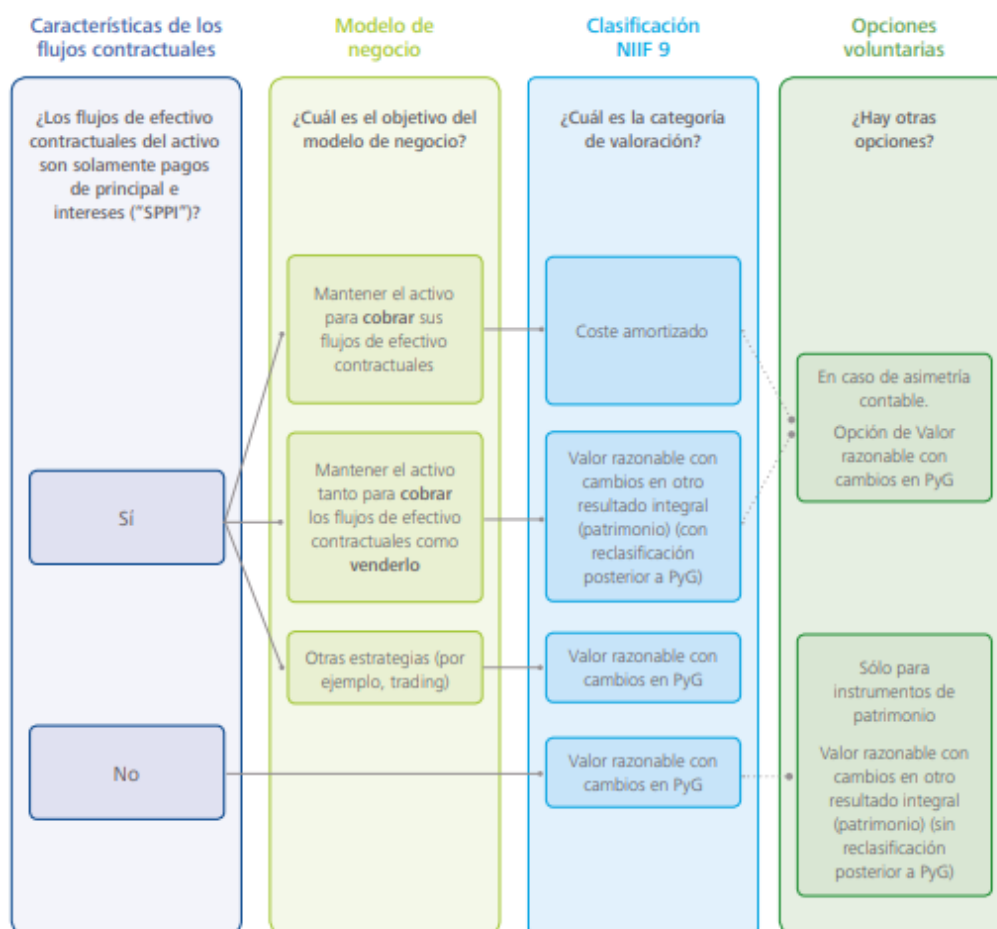 Características de los
flujos contractuales
¿Los flujos de efectivo
contractuales del activo
son solamente pagos
de principal e
intereses ("SPPI")?
Sí
No
Modelo de
negocio
¿Cuál es el objetivo del
modelo de negocio?
Mantener el activo
para cobrar sus
flujos de efectivo
contractuales
Mantener el activo
tanto para cobrar
los flujos de efectivo
contractuales como
venderlo
Otras estrategias (por
ejemplo, trading)
Clasificación
NIIF 9
¿Cuál es la categoría
de valoración?
Coste amortizado
Valor razonable con
cambios en otro
resultado integral
(patrimonio) (con
reclasificación
posterior a PyG)
Valor razonable con
cambios en PyG
Valor razonable con
cambios en PyG
Opciones
voluntarias
¿Hay otras
opciones?
En caso de asimetría
contable.
Opción de Valor
razonable con
cambios en PyG
Sólo para
instrumentos de
patrimonio
Valor razonable con
cambios en otro
resultado integral
(patrimonio) (sin
reclasificación
posterior a PyG)